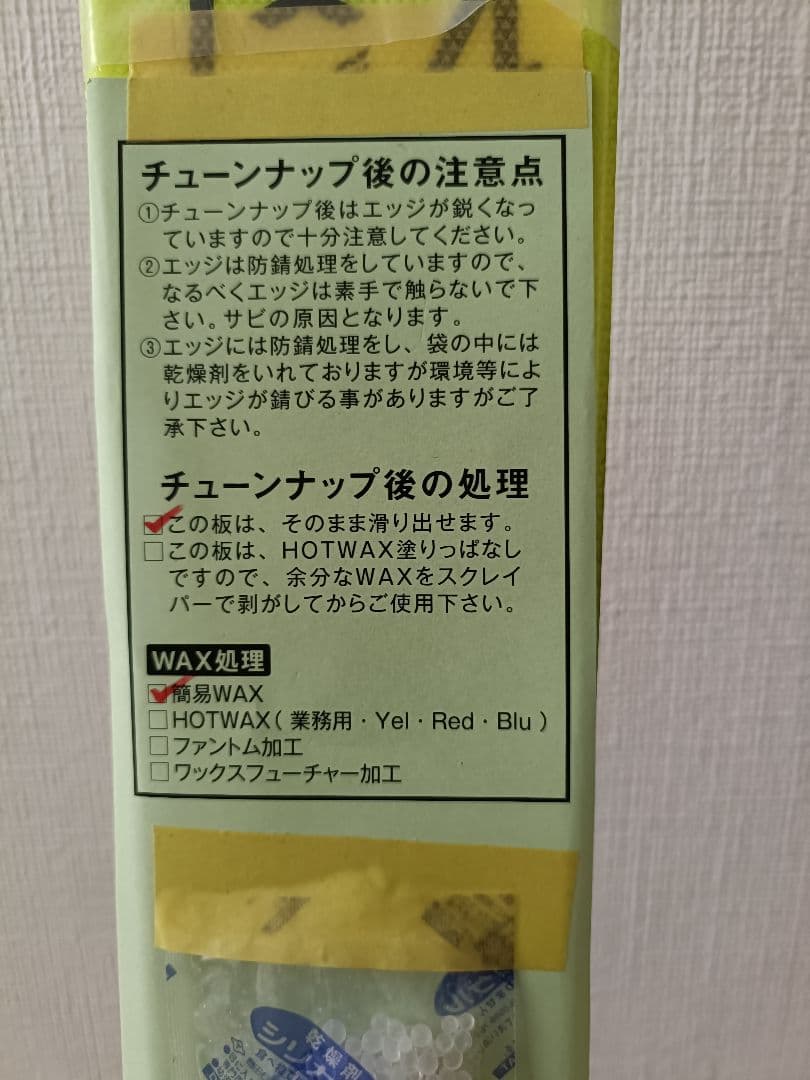 チューンナップ後の注意点
①チューンナップ後はエッジが鋭くなっ
ていますので十分注意してください。
②エッジは防錆処理をしていますので、
なるべくエッジは素手で触らないで下
さい。サビの原因となります。
③エッジには防錆処理をし、袋の中には
乾燥剤をいれておりますが環境等によ
りエッジが錆びる事がありますがご了
承下さい。
チューンナップ後の処理
☑この板は、そのまま滑り出せます。
□この板は、HOTWAX塗りっぱなし
ですので、余分なWAXをスクレイ
パーで剥がしてからご使用下さい。
WAX処理
☑簡易WAX
□HOTWAX（業務用・Yel・Red・Blu）
□ファントム加工
□ワックスフューチャー加工
乾燥剤
シリ